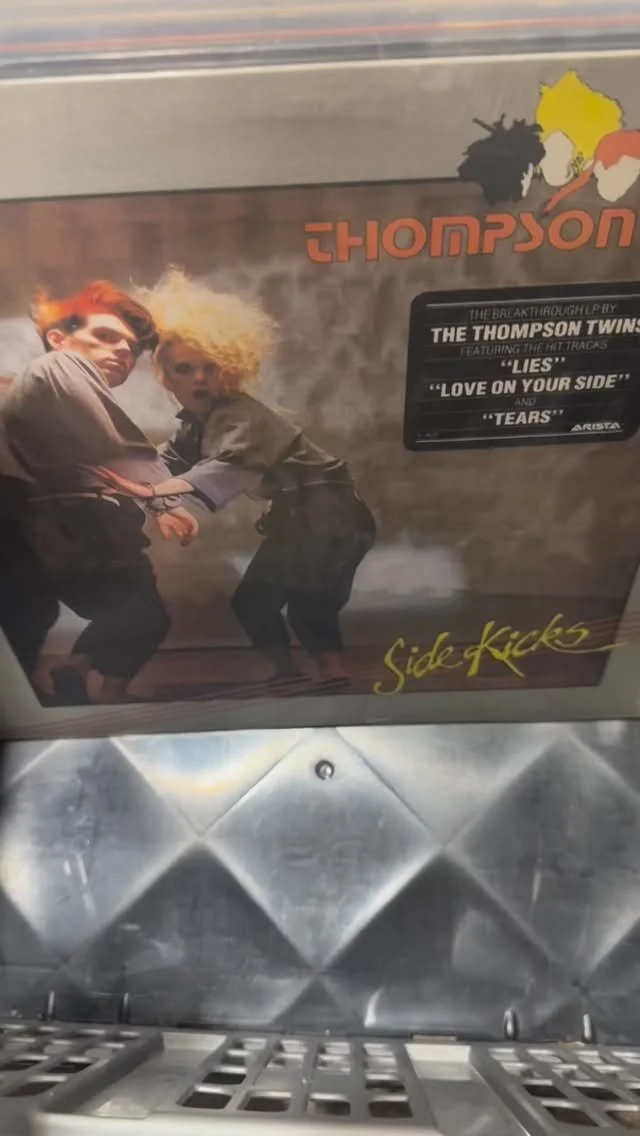 THOMPSON
THE BREAKTHROUGH LP BY
THE THOMPSON TWINS
FEATURING THE HIT TRACKS
"LIES"
"LOVE ON YOUR SIDE"
AND
"TEARS"
ARISTA
Side Kicks